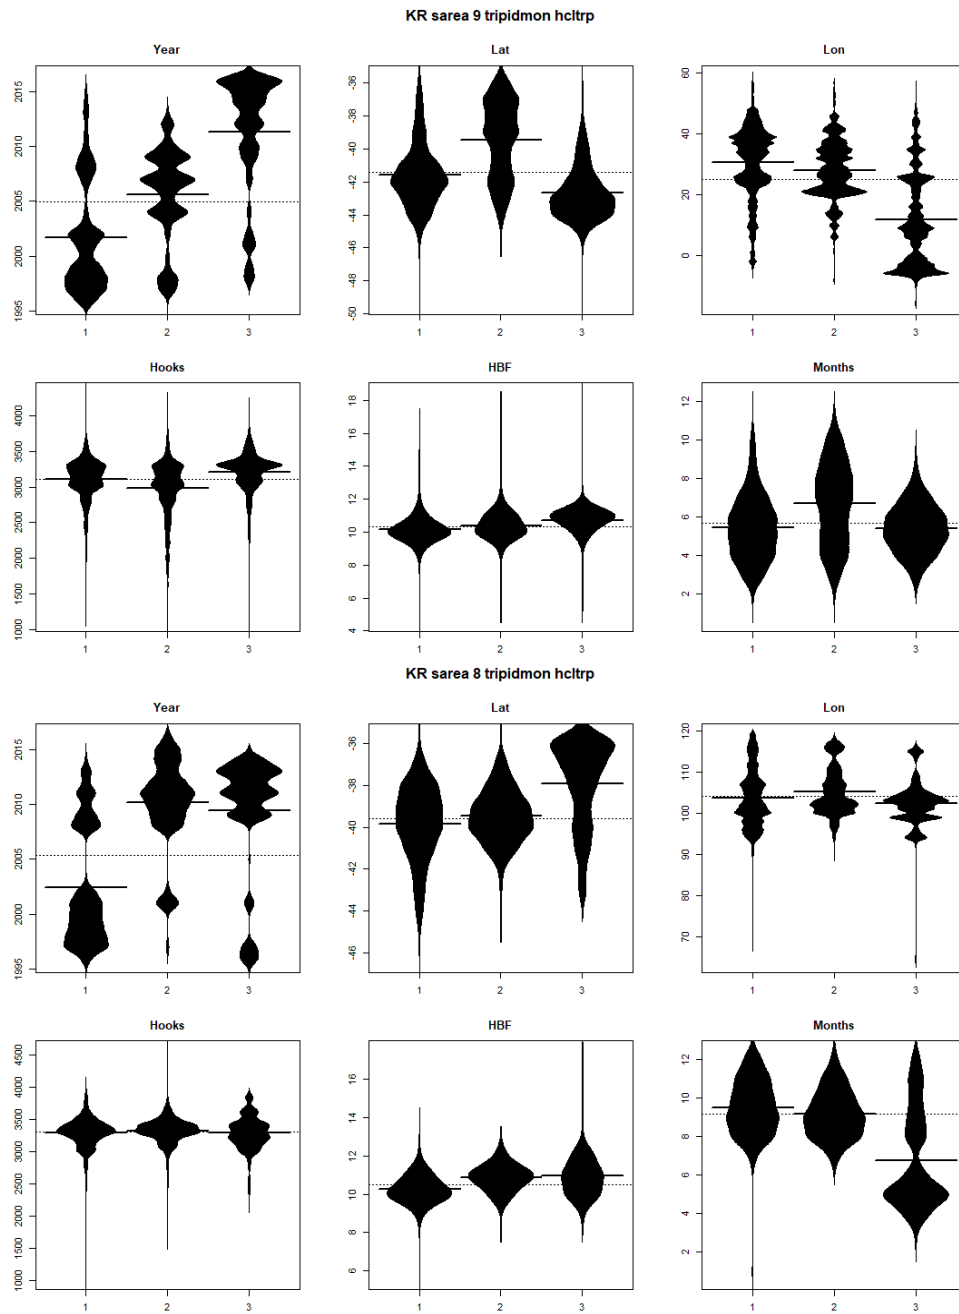 KR sarea 9 tripidmon hcltrp
Year Lat Lon
2015 2010 2005 2000 1995
-36 -38 -40 -42 -44 -46 -48 -50
60 40 20 0
1 2 3 1 2 3 1 2 3
Hooks HBF Months
4000 3500 3000 2500 2000 1500 1000
18 16 14 12 10 8 6 4
12 10 8 6 4 2
1 2 3 1 2 3 1 2 3
KR sarea 8 tripidmon hcltrp
Year Lat Lon
2015 2010 2005 2000 1995
-36 -38 -40 -42 -44 -46
120 110 100 90 80 70
1 2 3 1 2 3 1 2 3
Hooks HBF Months
4500 4000 3500 3000 2500 2000 1500 1000
16 14 12 10 8 6
12 10 8 6 4 2
1 2 3 1 2 3 1 2 3